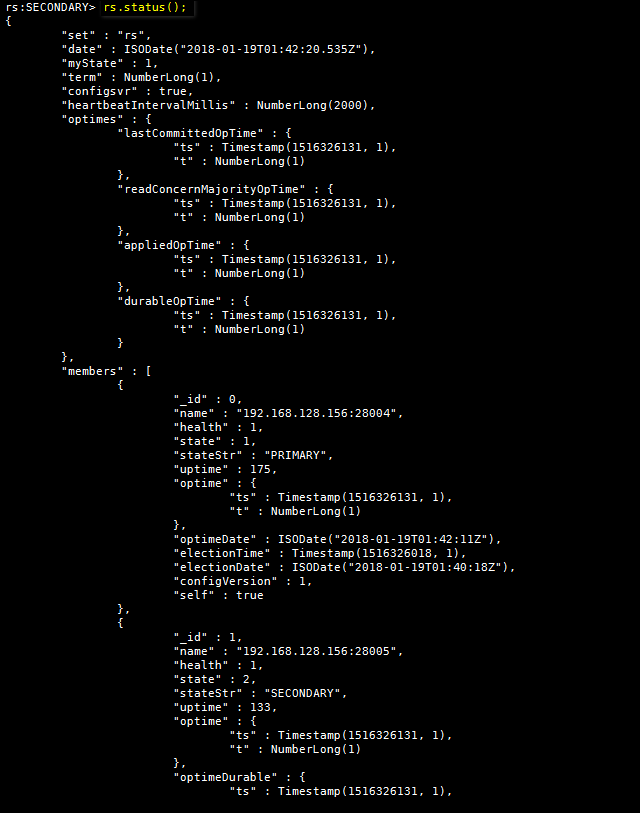 rs:SECONDARY> rs.status();
{
        "set" : "rs",
        "date" : ISODate("2018-01-19T01:42:20.535Z"),
        "myState" : 1,
        "term" : NumberLong(1),
        "configsvr" : true,
        "heartbeatIntervalMillis" : NumberLong(2000),
        "optimes" : {
                "lastCommittedOpTime" : {
                        "ts" : Timestamp(1516326131, 1),
                        "t" : NumberLong(1)
                },
                "readConcernMajorityOpTime" : {
                        "ts" : Timestamp(1516326131, 1),
                        "t" : NumberLong(1)
                },
                "appliedOpTime" : {
                        "ts" : Timestamp(1516326131, 1),
                        "t" : NumberLong(1)
                },
                "durableOpTime" : {
                        "ts" : Timestamp(1516326131, 1),
                        "t" : NumberLong(1)
                }
        },
        "members" : [
                {
                        "_id" : 0,
                        "name" : "192.168.128.156:28004",
                        "health" : 1,
                        "state" : 1,
                        "stateStr" : "PRIMARY",
                        "uptime" : 175,
                        "optime" : {
                                "ts" : Timestamp(1516326131, 1),
                                "t" : NumberLong(1)
                        },
                        "optimeDate" : ISODate("2018-01-19T01:42:11Z"),
                        "electionTime" : Timestamp(1516326018, 1),
                        "electionDate" : ISODate("2018-01-19T01:40:18Z"),
                        "configVersion" : 1,
                        "self" : true
                },
                {
                        "_id" : 1,
                        "name" : "192.168.128.156:28005",
                        "health" : 1,
                        "state" : 2,
                        "stateStr" : "SECONDARY",
                        "uptime" : 133,
                        "optime" : {
                                "ts" : Timestamp(1516326131, 1),
                                "t" : NumberLong(1)
                        },
                        "optimeDurable" : {
                                "ts" : Timestamp(1516326131, 1),